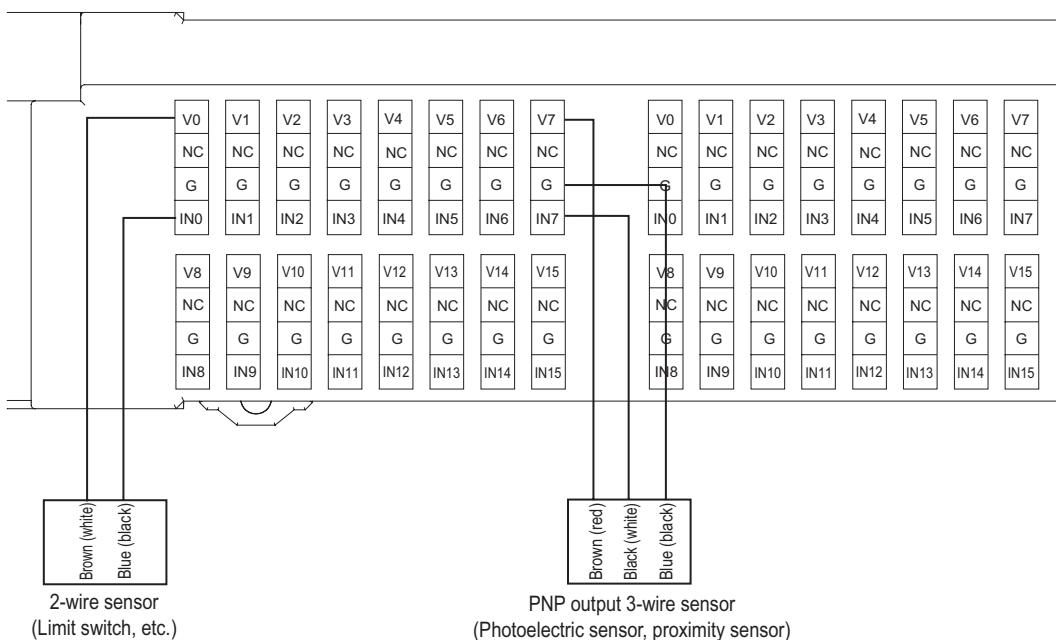 V0 V1 V2 V3 V4 V5 V6 V7 V0 V1 V2 V3 V4 V5 V6 V7
NC NC NC NC NC NC NC NC NC NC NC NC NC NC NC NC
G G G G G G G G G G G G G G G G
IN0 IN1 IN2 IN3 IN4 IN5 IN6 IN7 IN0 IN1 IN2 IN3 IN4 IN5 IN6 IN7
V8 V9 V10 V11 V12 V13 V14 V15 V8 V9 V10 V11 V12 V13 V14 V15
NC NC NC NC NC NC NC NC NC NC NC NC NC NC NC NC
G G G G G G G G G G G G G G G G
IN8 IN9 IN10 IN11 IN12 IN13 IN14 IN15 IN8 IN9 IN10 IN11 IN12 IN13 IN14 IN15
Brown (white)
Blue (black)
2-wire sensor
(Limit switch, etc.)
Brown (red)
Black (white)
Blue (black)
PNP output 3-wire sensor
(Photoelectric sensor, proximity sensor)